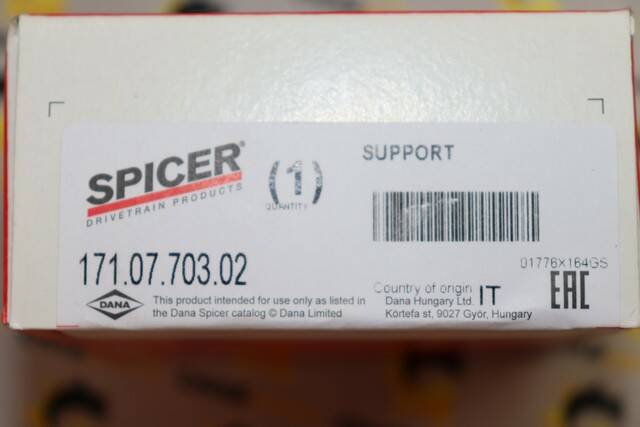 SPICER®
DRIVETRAIN PRODUCTS
(1)
QUANTITY
SUPPORT
171.07.703.02
01776X164GS
DANA
This product intended for use only as listed in
the Dana Spicer catalog © Dana Limited
Country of origin IT
Dana Hungary Ltd.
Körtefa st, 9027 Györ, Hungary
EAC